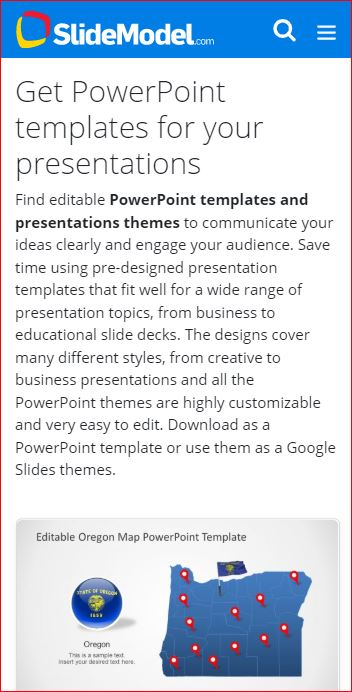 SlideModel.com
Get PowerPoint
templates for your
presentations
Find editable PowerPoint templates and
presentations themes to communicate your
ideas clearly and engage your audience. Save
time using pre-designed presentation
templates that fit well for a wide range of
presentation topics, from business to
educational slide decks. The designs cover
many different styles, from creative to
business presentations and all the
PowerPoint themes are highly customizable
and very easy to edit. Download as a
PowerPoint template or use them as a Google
Slides themes.
Editable Oregon Map PowerPoint Template
STATE OF OREGON
1859
Oregon
This is a sample text.
Insert your desired text here.